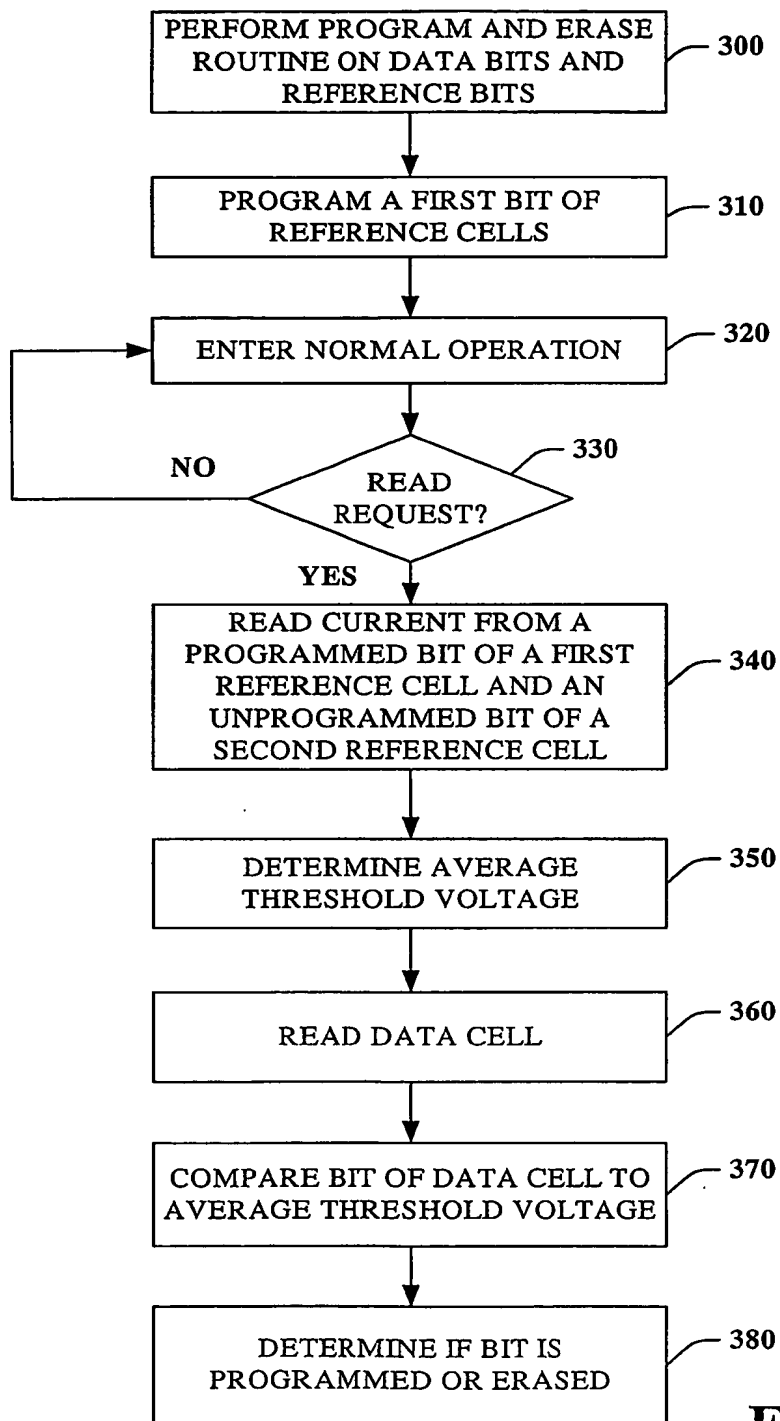 PERFORM PROGRAM AND ERASE
ROUTINE ON DATA BITS AND
REFERENCE BITS
300
PROGRAM A FIRST BIT OF
REFERENCE CELLS
310
ENTER NORMAL OPERATION
320
READ
REQUEST?
330
NO
YES
READ CURRENT FROM A
PROGRAMMED BIT OF A FIRST
REFERENCE CELL AND AN
UNPROGRAMMED BIT OF A
SECOND REFERENCE CELL
340
DETERMINE AVERAGE
THRESHOLD VOLTAGE
350
READ DATA CELL
360
COMPARE BIT OF DATA CELL TO
AVERAGE THRESHOLD VOLTAGE
370
DETERMINE IF BIT IS
PROGRAMMED OR ERASED
380